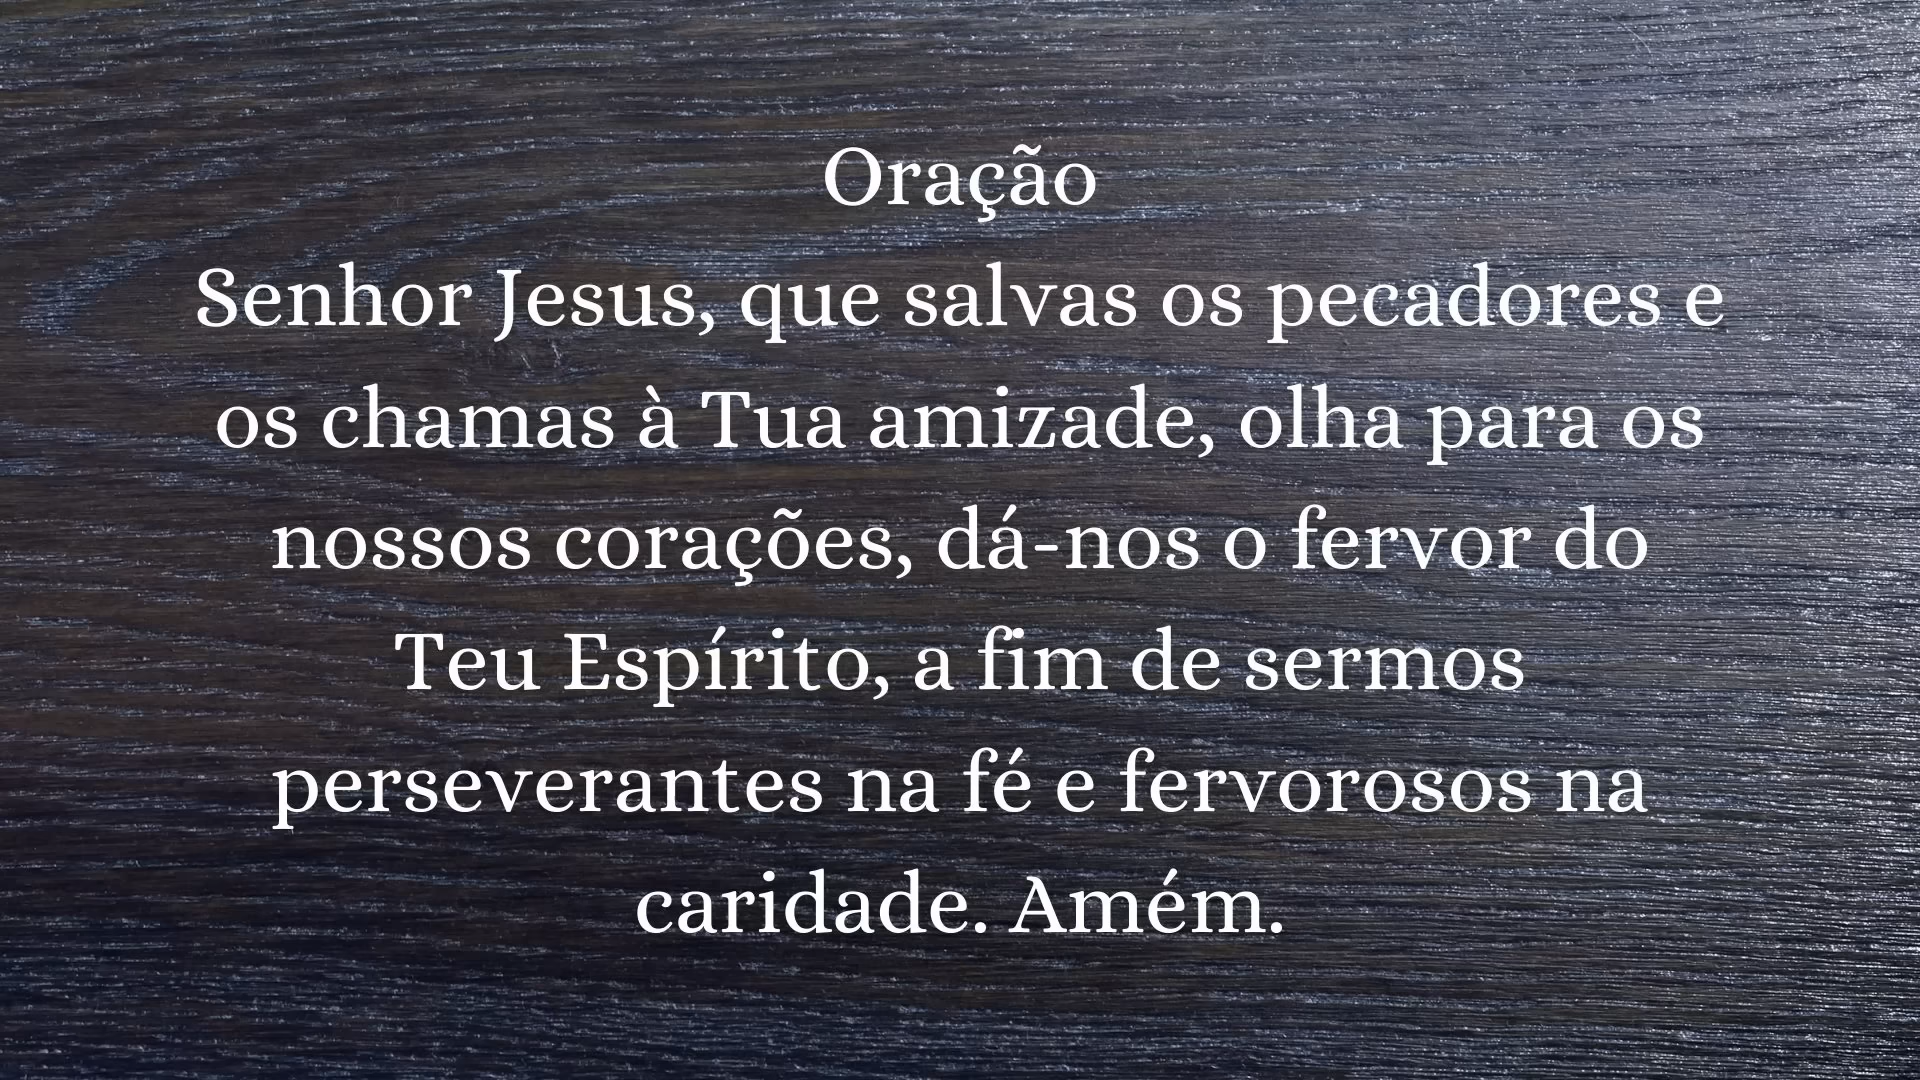 Oração
Senhor Jesus, que salvas os pecadores e
os chamas à Tua amizade, olha para os
nossos corações, dá-nos o fervor do
Teu Espírito, a fim de sermos
perseverantes na fé e fervorosos na
caridade. Amém.